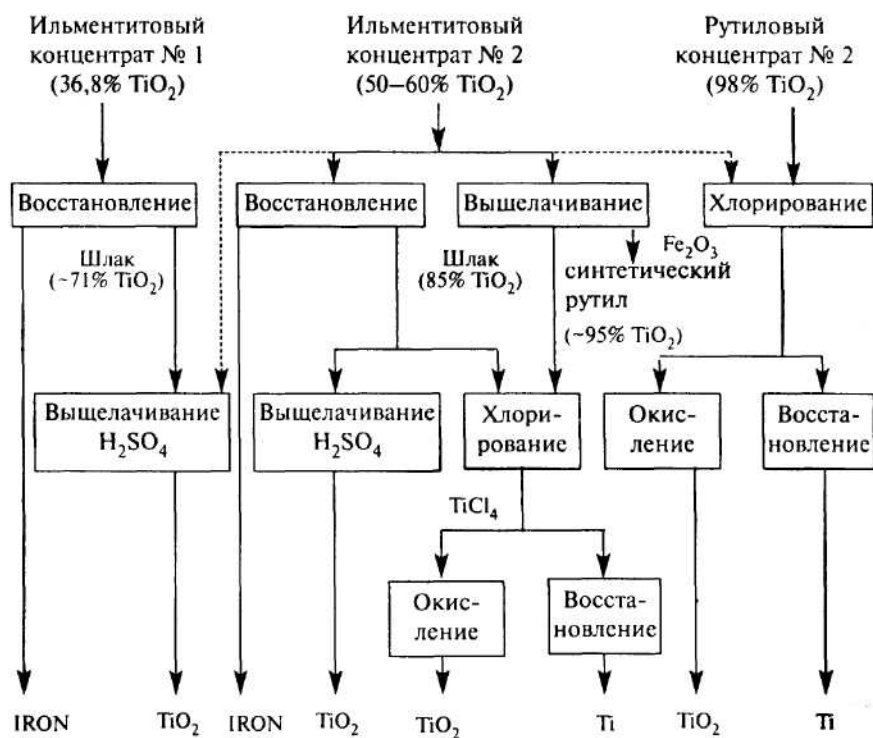 Ильментитовый
концентрат № 1
(36,8% TiO₂)
Ильментитовый
концентрат № 2
(50–60% TiO₂)
Рутиловый
концентрат № 2
(98% TiO₂)
Восстановление
Восстановление
Выщелачивание
Хлорирование
Шлак
(~71% TiO₂)
Шлак
(85% TiO₂)
Fe₂O₃
синтетический
рутил
(~95% TiO₂)
Выщелачивание
H₂SO₄
Выщелачивание
H₂SO₄
Хлори-
рование
Окис-
ление
Восста-
новление
TiCl₄
Окис-
ление
Восста-
новление
IRON
TiO₂
IRON
TiO₂
TiO₂
Ti
TiO₂
Ti